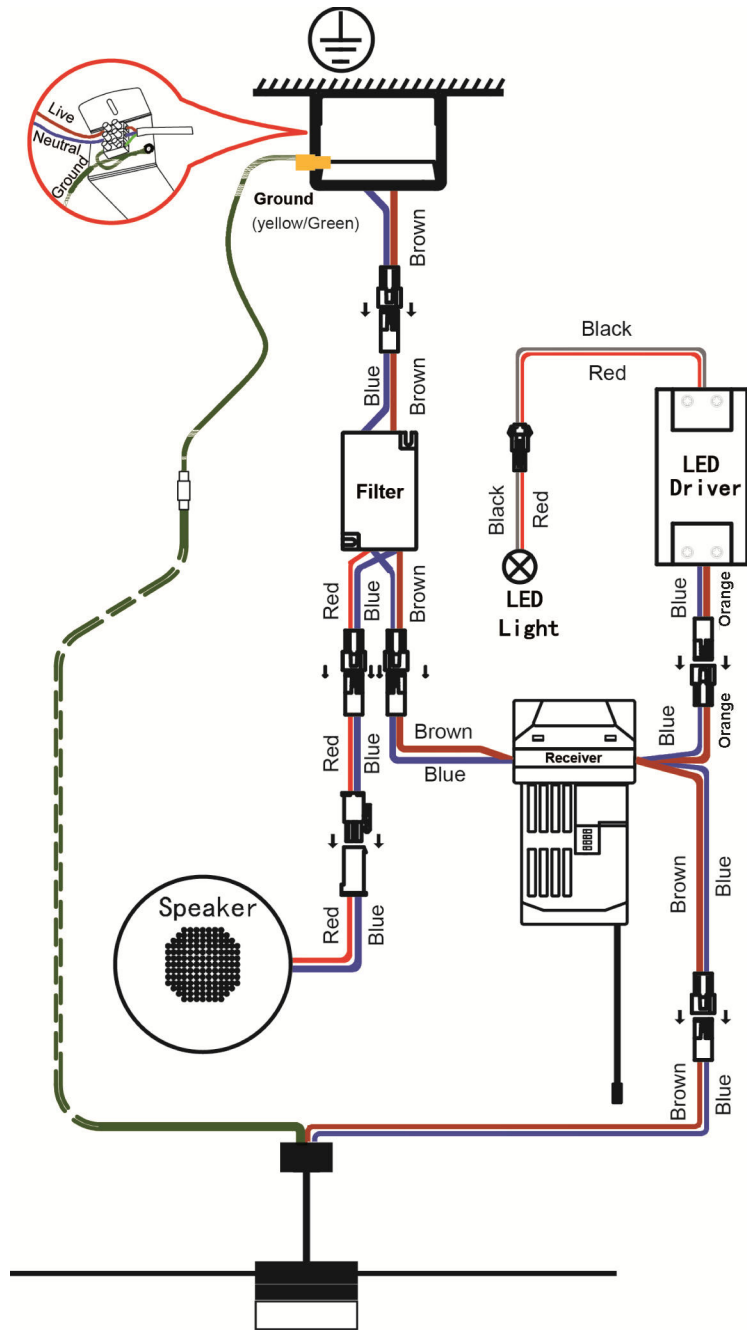 Live
Neutral
Ground
Ground
(yellow/Green)
Brown
Blue
Brown
Black
Red
LED
Driver
Filter
Black
Red
LED
Light
Blue
Orange
Red
Blue
Brown
Brown
Blue
Receiver
Blue
Orange
Red
Blue
Brown
Blue
Speaker
Red
Blue
Brown
Blue